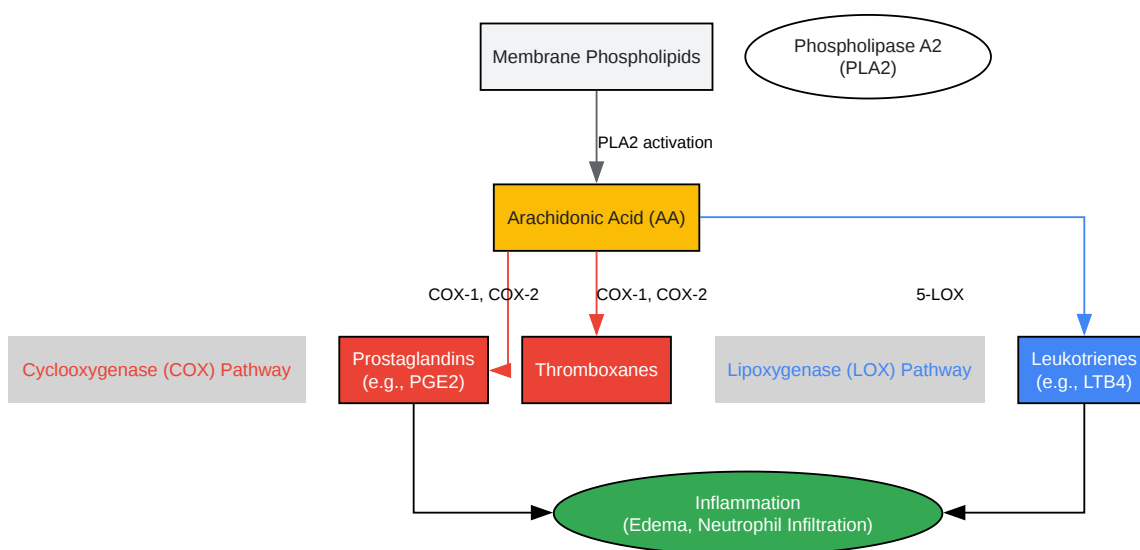 Membrane Phospholipids
Phospholipase A2
(PLA2)
PLA2 activation
Arachidonic Acid (AA)
COX-1, COX-2
COX-1, COX-2
5-LOX
Cyclooxygenase (COX) Pathway
Prostaglandins
(e.g., PGE2)
Thromboxanes
Lipoxygenase (LOX) Pathway
Leukotrienes
(e.g., LTB4)
Inflammation
(Edema, Neutrophil Infiltration)